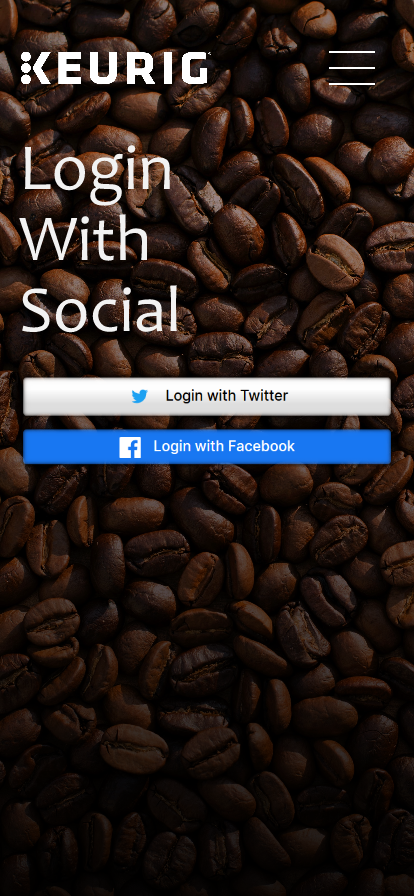 KEURIG
Login
With
Social
Login with Twitter
Login with Facebook